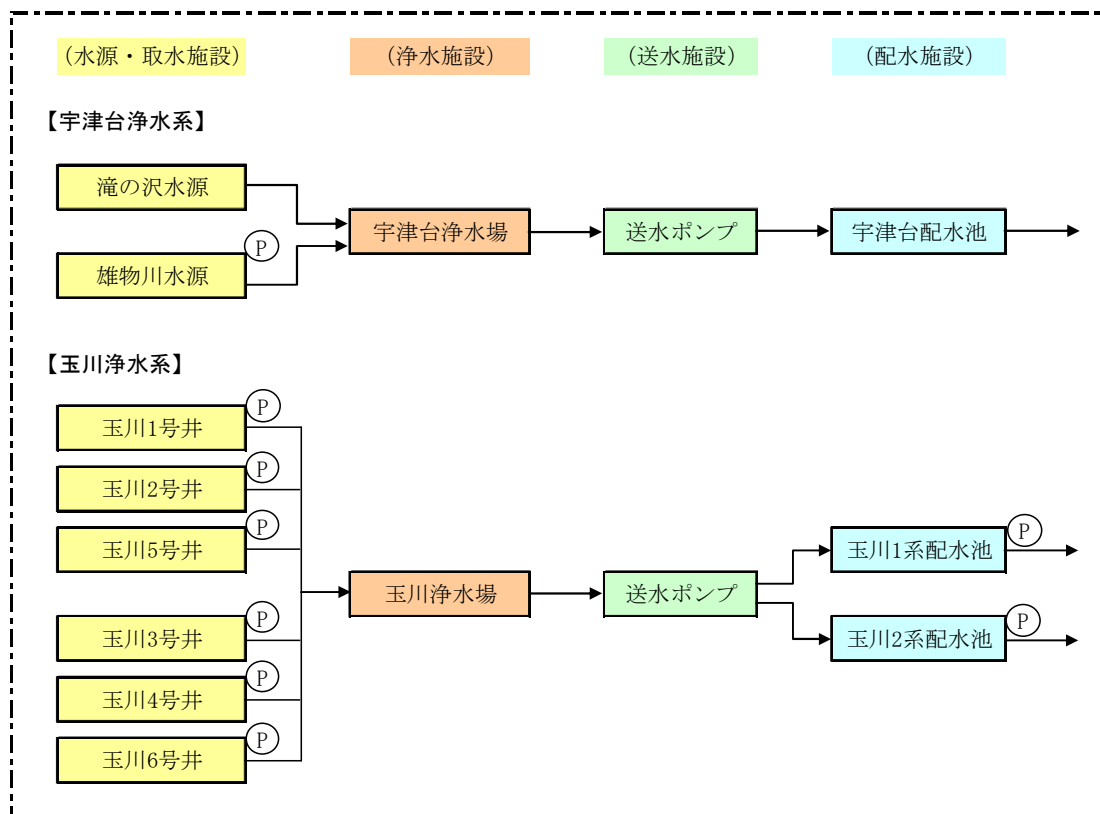 (水源・取水施設)
(浄水施設)
(送水施設)
(配水施設)
【宇津台浄水系】
滝の沢水源
P
雄物川水源
宇津台浄水場
送水ポンプ
宇津台配水池
【玉川浄水系】
P
玉川1号井
P
玉川2号井
P
玉川5号井
P
玉川3号井
P
玉川4号井
P
玉川6号井
玉川浄水場
送水ポンプ
P
玉川1系配水池
P
玉川2系配水池